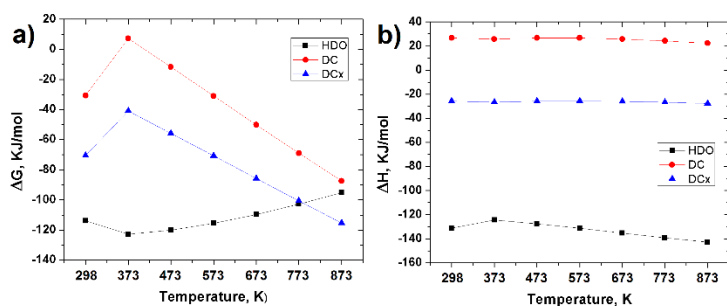 a)
ΔG, KJ/mol
20
0
-20
-40
-60
-80
-100
-120
-140
298 373 473 573 673 773 873
Temperature, K)
HDO
DC
DCx
b)
ΔH, KJ/mol
40
20
0
-20
-40
-60
-80
-100
-120
-140
-160
298 373 473 573 673 773 873
Temperature, K
HDO
DC
DCx